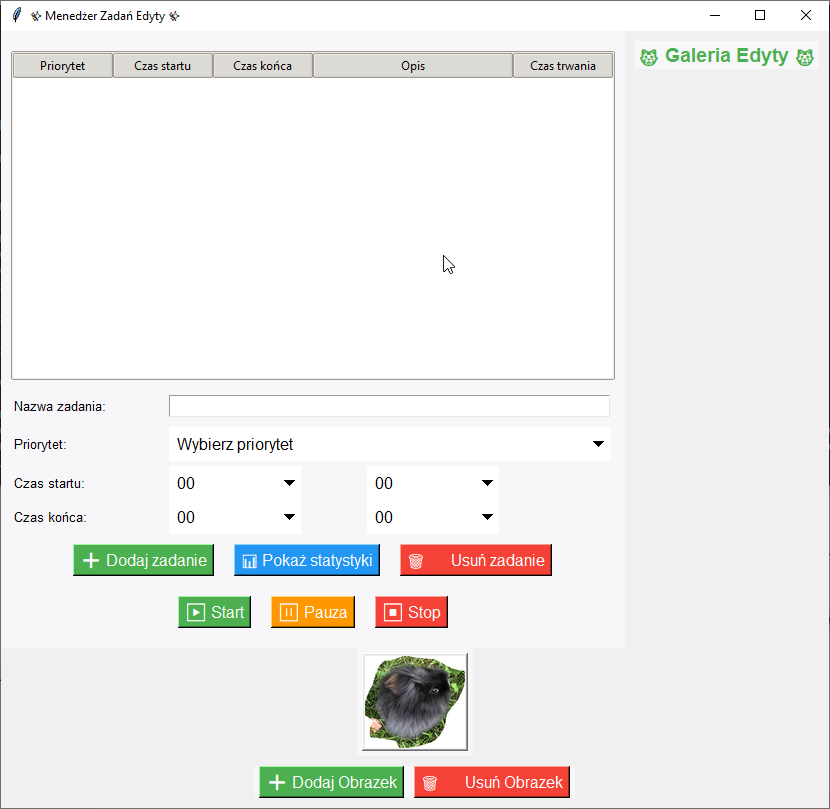 Menedżer Zadań Edyty
Galeria Edyty
Priorytet Czas startu Czas końca Opis Czas trwania
Nazwa zadania:
Priorytet: Wybierz priorytet
Czas startu: 00 00
Czas końca: 00 00
Dodaj zadanie Pokaż statystyki Usuń zadanie
Start Pauza Stop
Dodaj Obrazek Usuń Obrazek